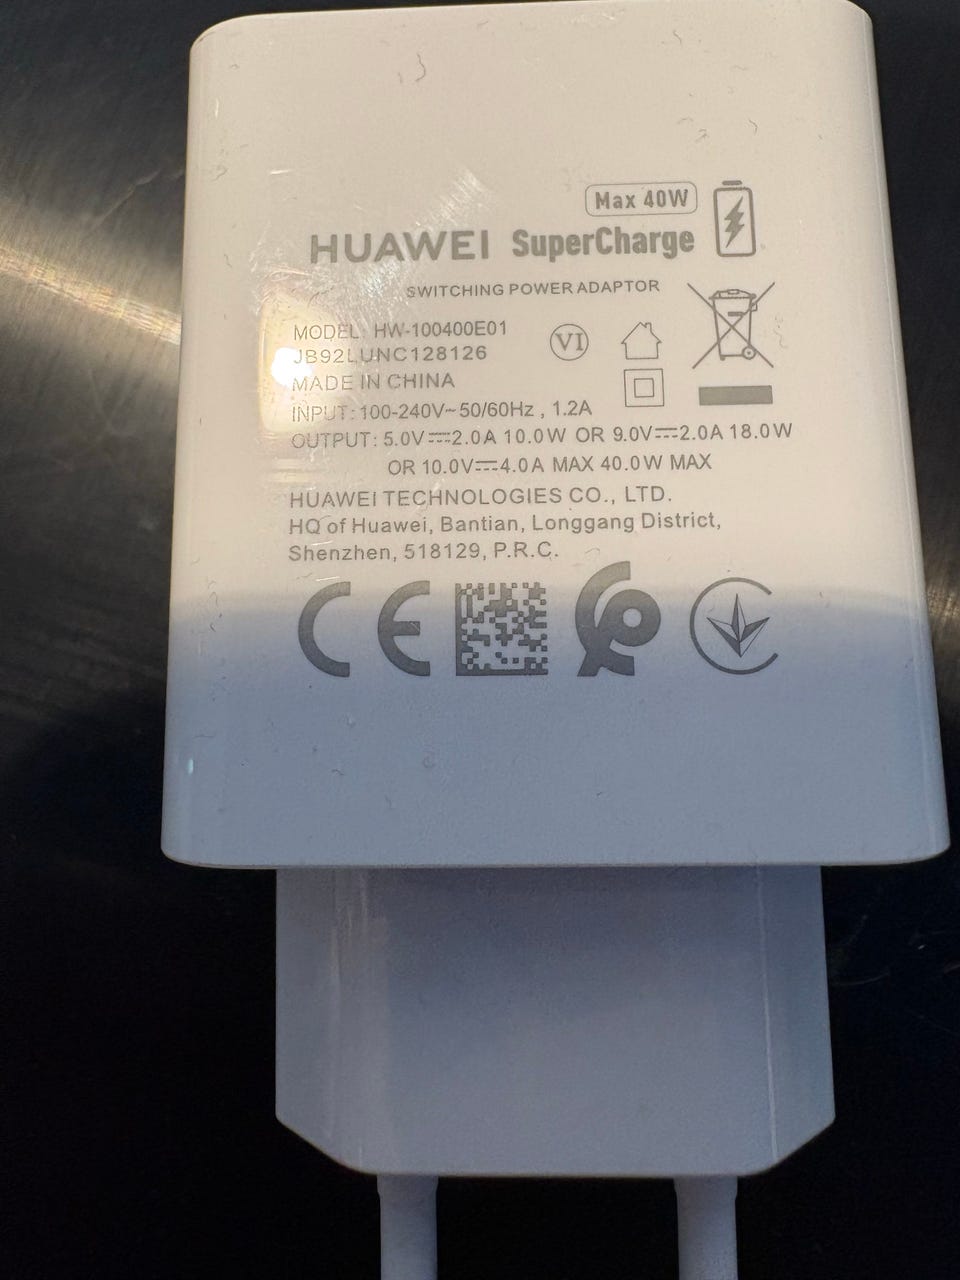 Max 40W
HUAWEI SuperCharge
SWITCHING POWER ADAPTOR
MODEL: HW-100400E01
JB92LUNC128126
MADE IN CHINA
VI
INPUT: 100-240V~50/60Hz , 1.2A
OUTPUT: 5.0V⎓2.0A 10.0W OR 9.0V⎓2.0A 18.0W
OR 10.0V⎓4.0A MAX 40.0W MAX
HUAWEI TECHNOLOGIES CO., LTD.
HQ of Huawei, Bantian, Longgang District,
Shenzhen, 518129, P.R.C.
CE